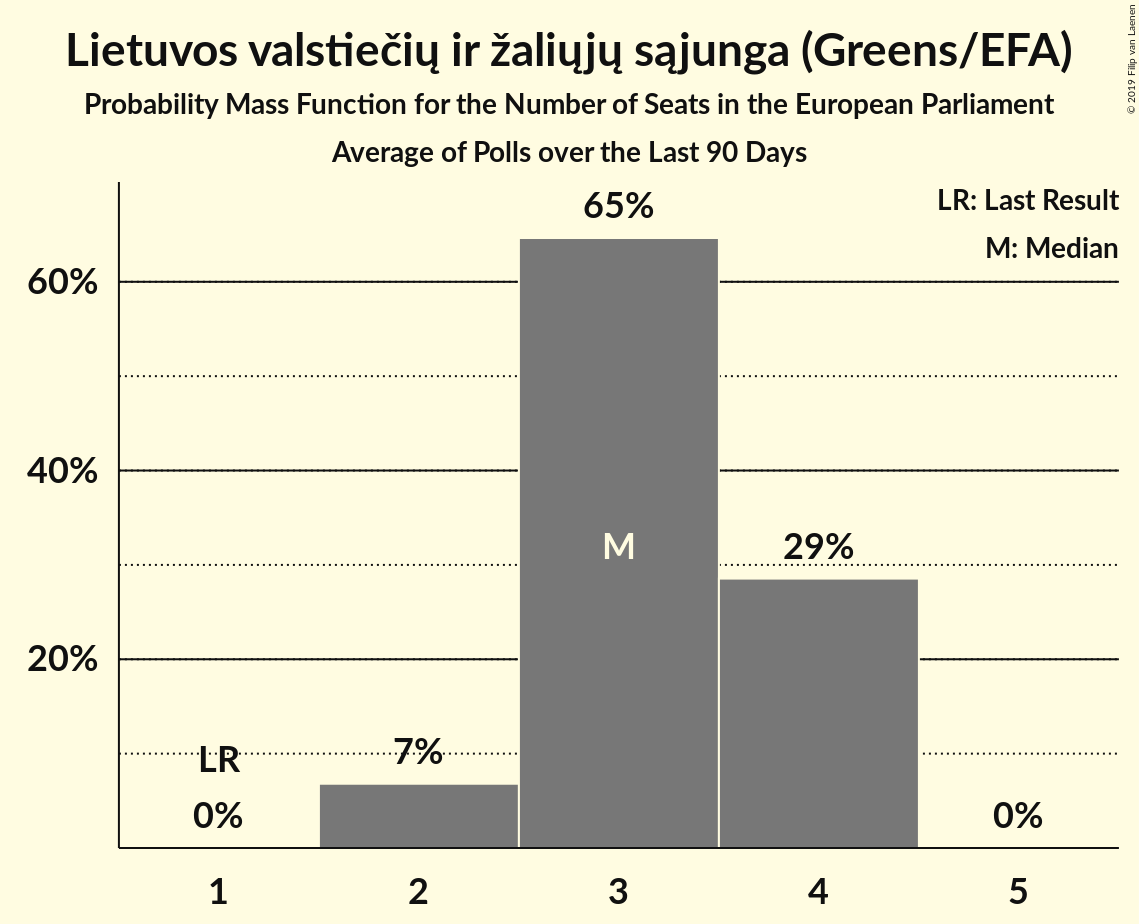 Lietuvos valstiečių ir žaliųjų sąjunga (Greens/EFA)
Probability Mass Function for the Number of Seats in the European Parliament
Average of Polls over the Last 90 Days
© 2019 Filip van Laenen
LR: Last Result
M: Median
65%
60%
40%
M
29%
20%
LR
7%
0%
0%
1
2
3
4
5